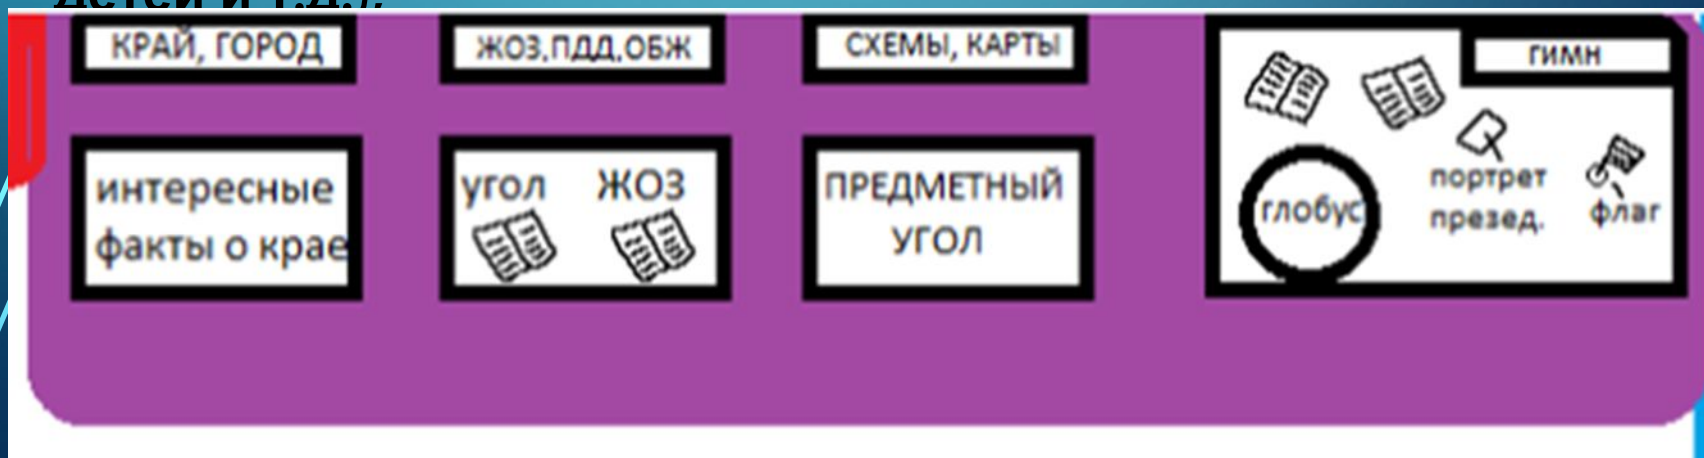 детей и т.д.),
КРАЙ, ГОРОД
ЖОЗ,ПДД,ОБЖ
СХЕМЫ, КАРТЫ
ГИМН
интересные
факты о крае
угол ЖОЗ
ПРЕДМЕТНЫЙ
УГОЛ
глобус
портрет
презед.
флаг